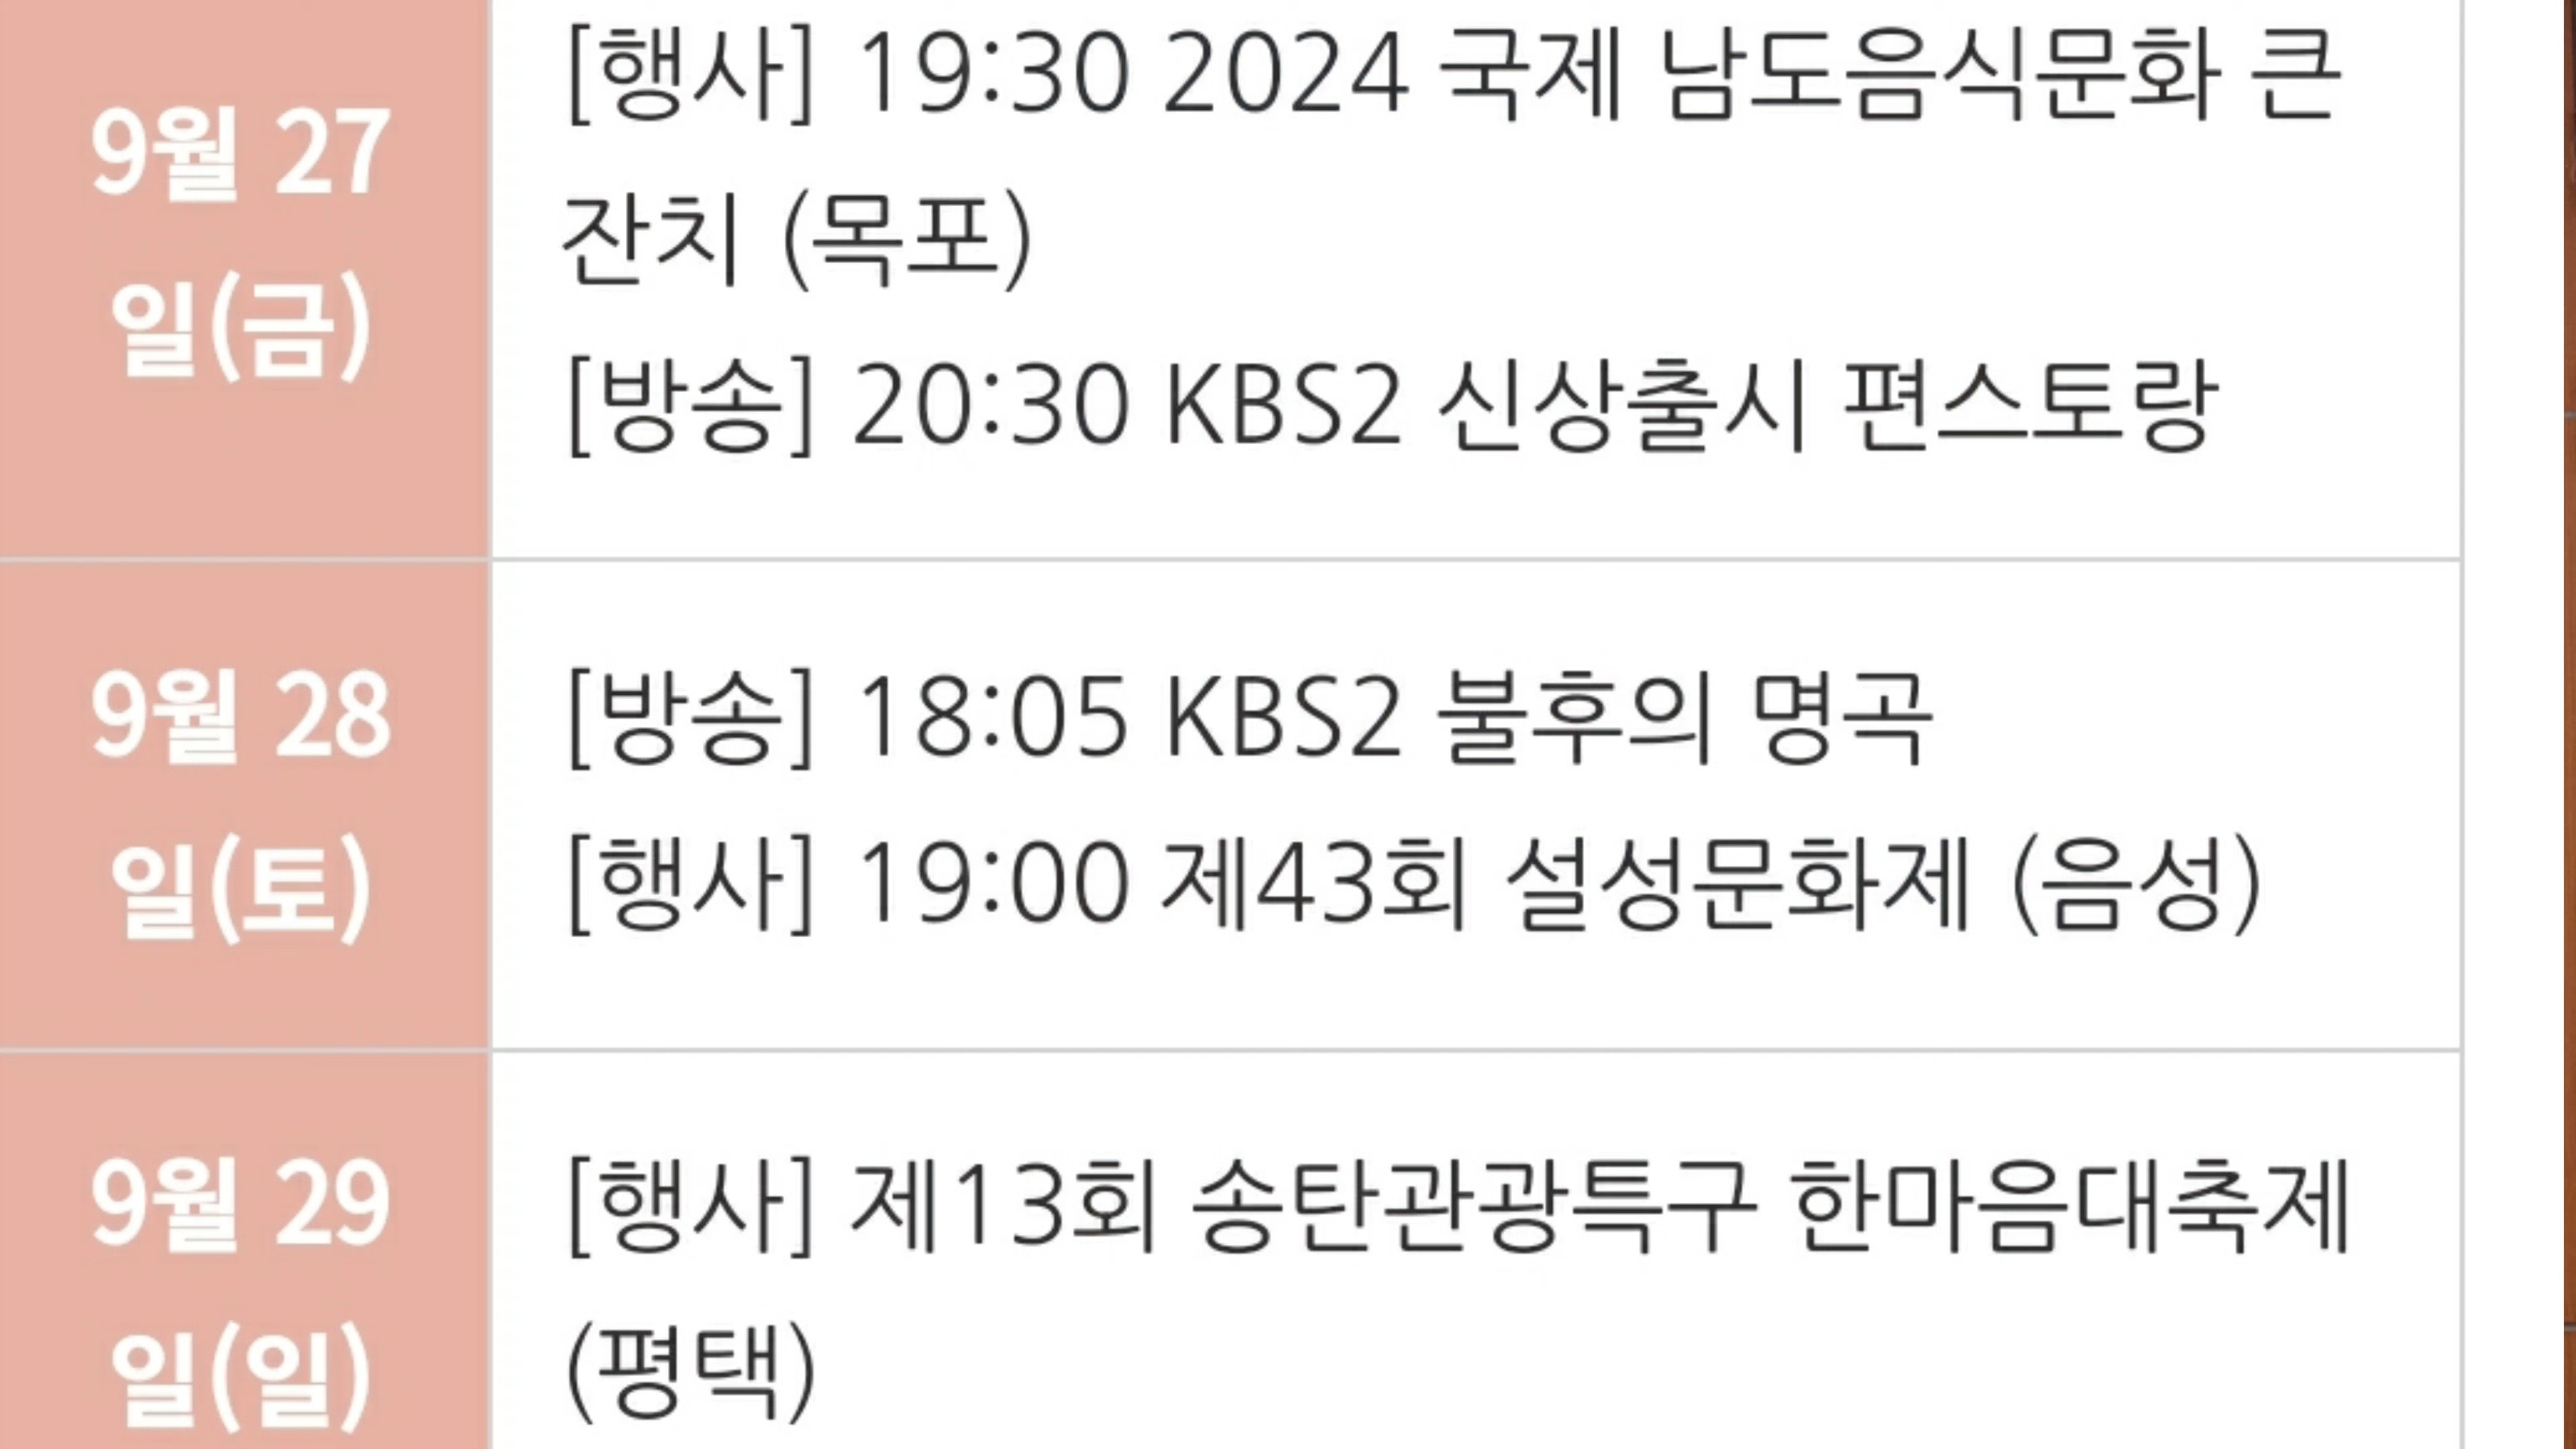 9월 27
일(금)
[행사] 19:30 2024 국제 남도음식문화 큰
잔치 (목포)
[방송] 20:30 KBS2 신상출시 편스토랑
9월 28
일(토)
[방송] 18:05 KBS2 불후의 명곡
[행사] 19:00 제43회 설성문화제 (음성)
9월 29
일(일)
[행사] 제13회 송탄관광특구 한마음대축제
(평택)